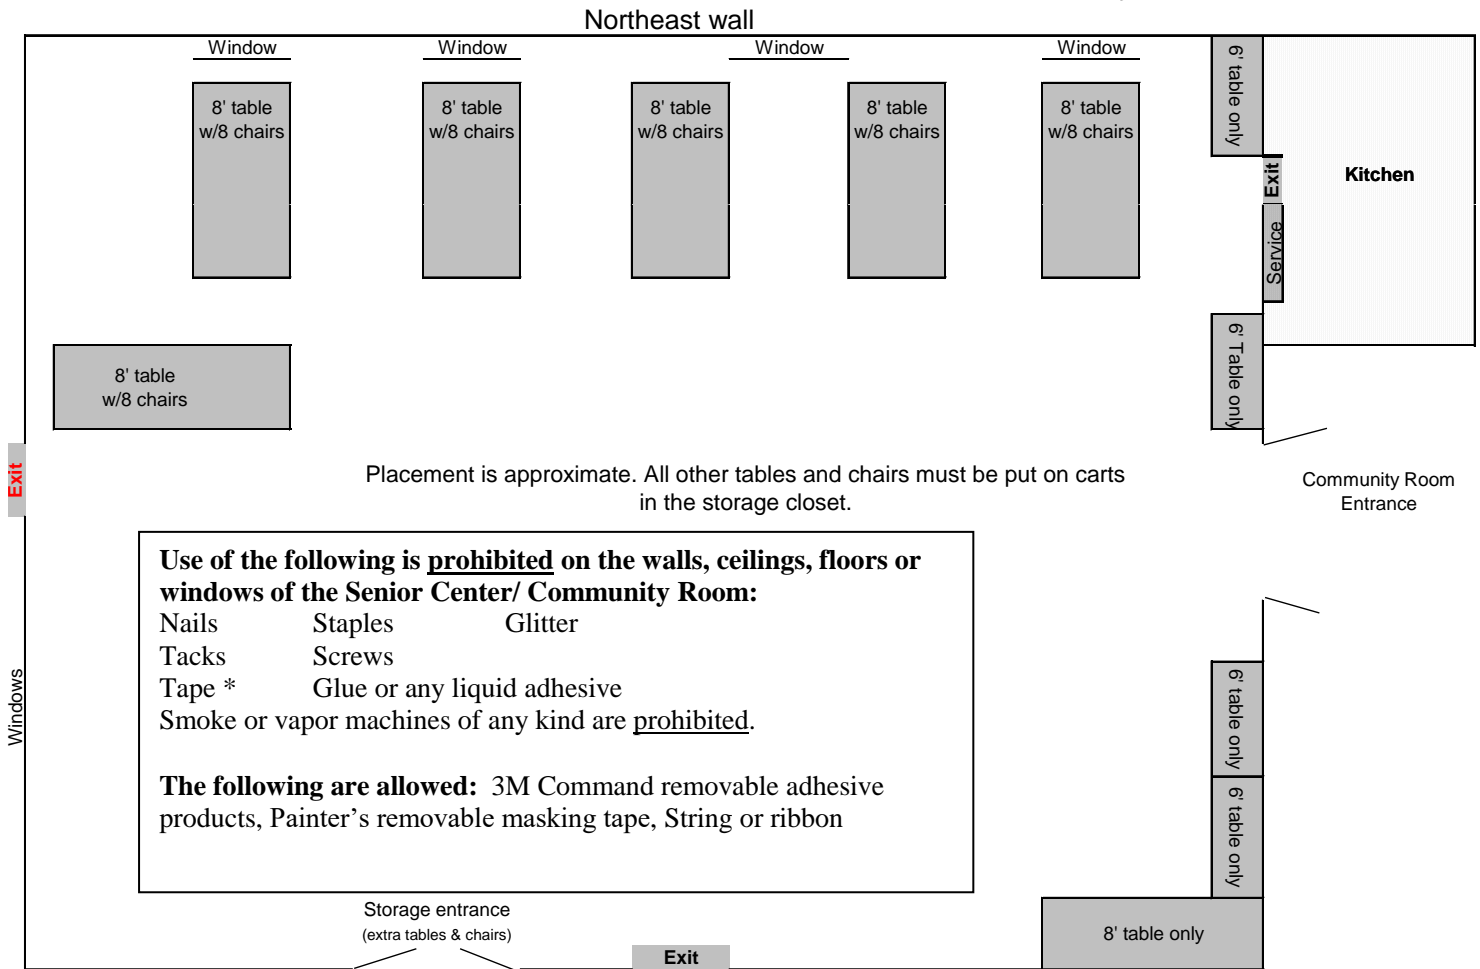 Northeast wall
Window Window Window Window
8' table
w/8 chairs
8' table
w/8 chairs
8' table
w/8 chairs
8' table
w/8 chairs
8' table
w/8 chairs
6' table only
Exit
Kitchen
Service
6' Table only
8' table
w/8 chairs
Exit
Placement is approximate. All other tables and chairs must be put on carts
in the storage closet.
Community Room
Entrance
Use of the following is prohibited on the walls, ceilings, floors or
windows of the Senior Center/ Community Room:
Nails Staples Glitter
Tacks Screws
Tape * Glue or any liquid adhesive
Smoke or vapor machines of any kind are prohibited.
The following are allowed: 3M Command removable adhesive
products, Painter’s removable masking tape, String or ribbon
Windows
6' table only
6' table only
Storage entrance
(extra tables & chairs)
Exit
8' table only